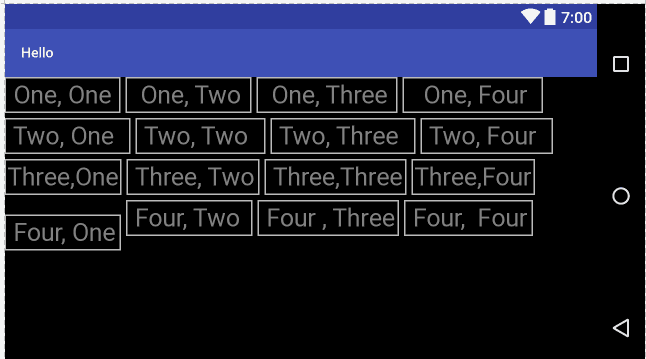 7:00
Hello
One, One One, Two One, Three One, Four
Two, One Two, Two Two, Three Two, Four
Three,One Three, Two Three,Three Three,Four
Four, One Four, Two Four , Three Four, Four